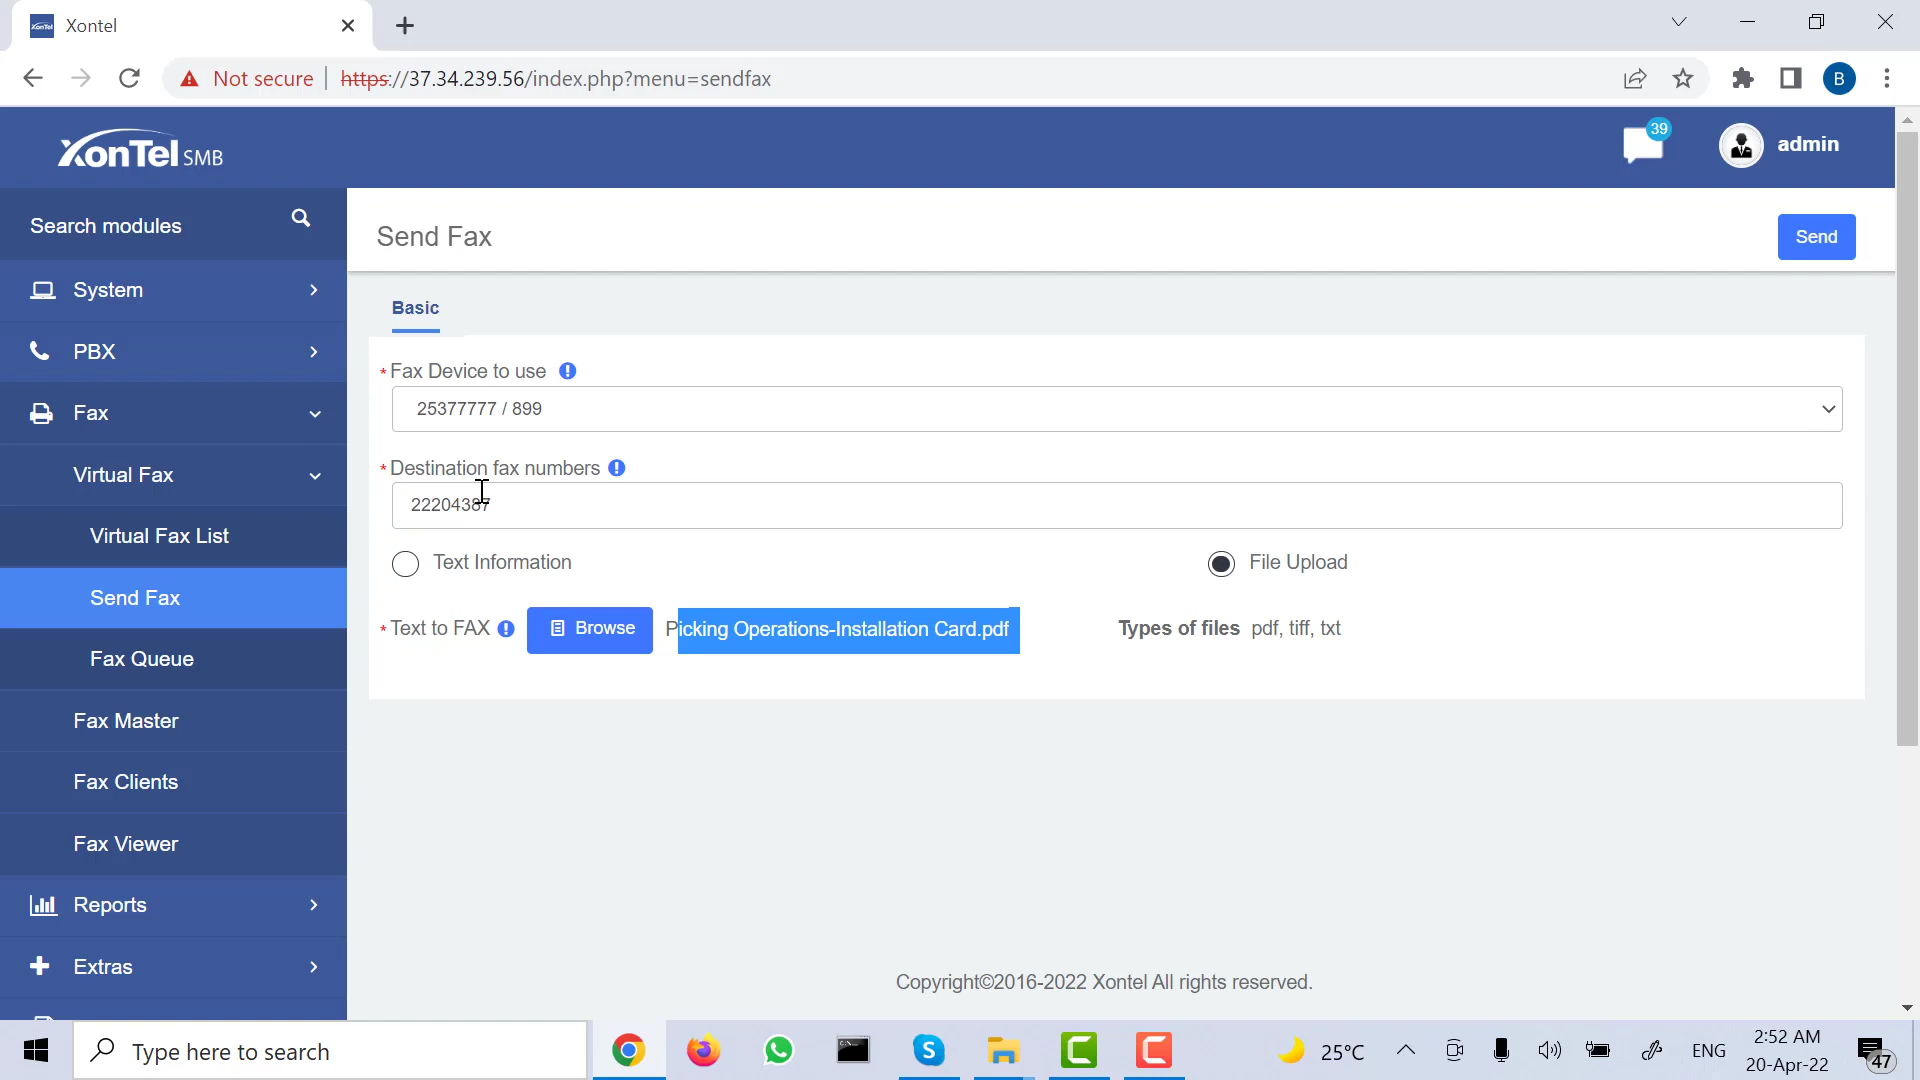 Xontel
Not secure
https://37.34.239.56/index.php?menu=sendfax
B
XonTel SMB
39
admin
Search modules
System
PBX
Fax
Virtual Fax
Virtual Fax List
Send Fax
Fax Queue
Fax Master
Fax Clients
Fax Viewer
Reports
Extras
Send Fax
Send
Basic
* Fax Device to use
25377777 / 899
* Destination fax numbers
22204387
Text Information
File Upload
* Text to FAX
Browse
Picking Operations-Installation Card.pdf
Types of files pdf, tiff, txt
Copyright©2016-2022 Xontel All rights reserved.
Type here to search
25°C
ENG
2:52 AM
20-Apr-22
47